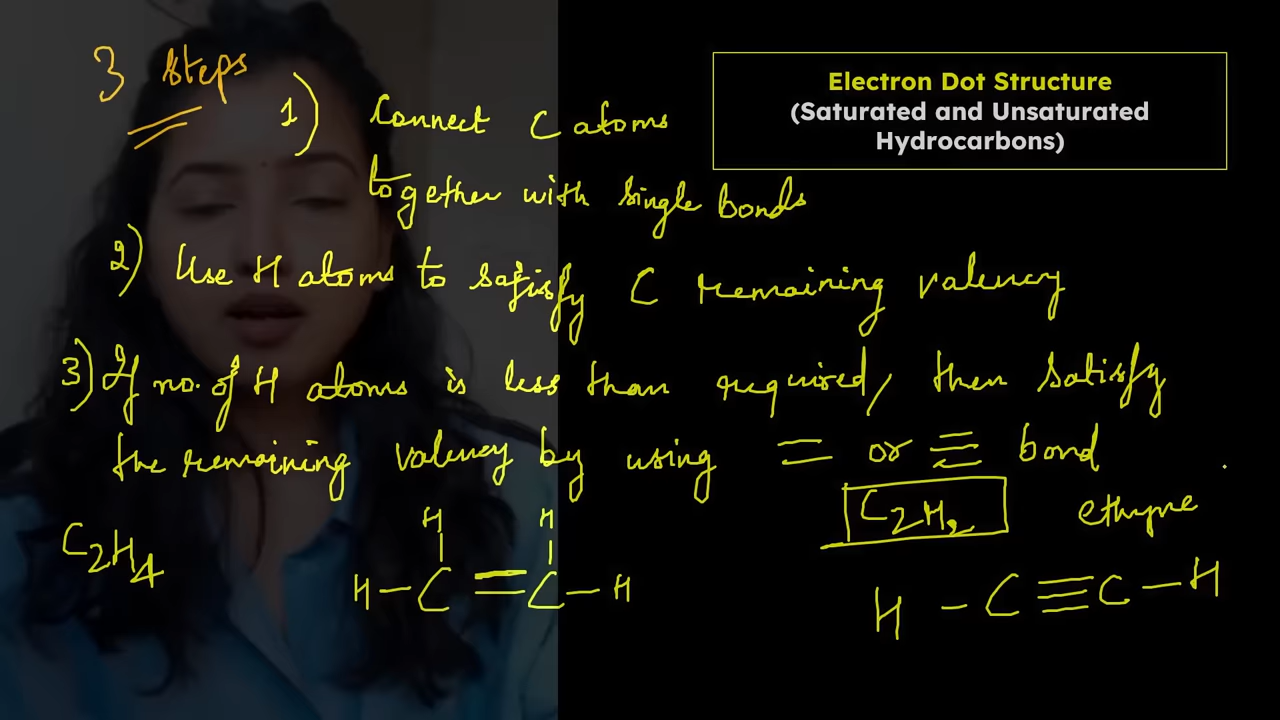 3 steps
Electron Dot Structure
(Saturated and Unsaturated
Hydrocarbons)
1) Connect C atoms
together with single bonds
2) Use H atoms to satisfy C remaining valency
3) If no. of H atoms is less than required, then satisfy
the remaining valency by using = or ≡ bond
C2H2 ethyne
C2H4
H H
H-C=C-H
H-C≡C-H